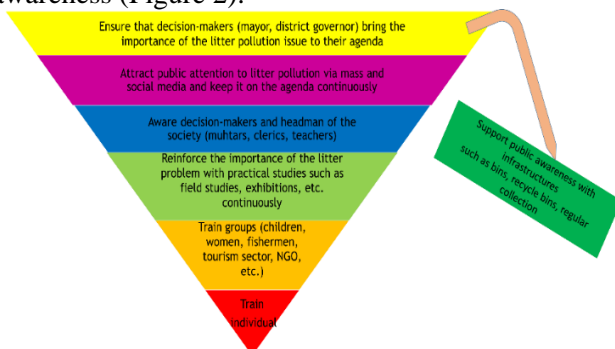 awareness (Figure 2).
Ensure that decision-makers (mayor, district governor) bring the
importance of the litter pollution issue to their agenda
Attract public attention to litter pollution via mass and
social media and keep it on the agenda continuously
Aware decision-makers and headman of the
society (muhtars, clerics, teachers)
Reinforce the importance of the litter
problem with practical studies such as
field studies, exhibitions, etc.
continuously
Train groups (children,
women, fishermen,
tourism sector, NGO,
etc.)
Train
individual
Support public awareness with
infrastructures
such as bins, recycle bins, regular
collection